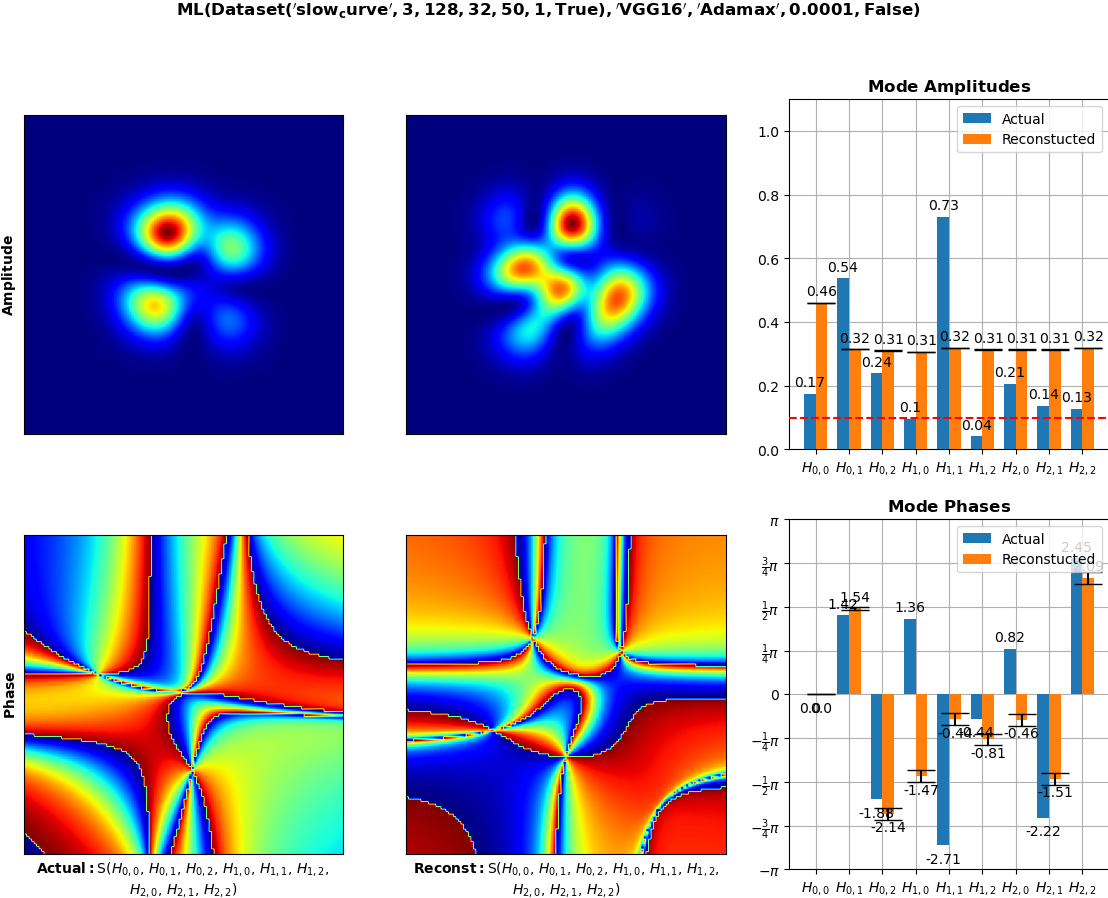 ML(Dataset('slow_curve', 3, 128, 32, 50, 1, True), 'VGG16', 'Adamax', 0.0001, False)
Amplitude
Mode Amplitudes
Actual
Reconstucted
1.0
0.8
0.6
0.4
0.2
0.0
0.17 0.46 0.54 0.32 0.24 0.31 0.1 0.31 0.73 0.32 0.04 0.31 0.21 0.31 0.14 0.31 0.13 0.32
H0,0 H0,1 H0,2 H1,0 H1,1 H1,2 H2,0 H2,1 H2,2
Phase
Actual: S(H0,0, H0,1, H0,2, H1,0, H1,1, H1,2,
H2,0, H2,1, H2,2)
Reconst: S(H0,0, H0,1, H0,2, H1,0, H1,1, H1,2,
H2,0, H2,1, H2,2)
Mode Phases
Actual
Reconstucted
π
3/4π
1/2π
1/4π
0
−1/4π
−1/2π
−3/4π
−π
0.0 0.0 1.42 1.54 -1.88 -2.14 1.36 -1.47 -2.71 -0.44 -0.44 -0.81 0.82 -0.46 -2.22 -1.51 2.45
H0,0 H0,1 H0,2 H1,0 H1,1 H1,2 H2,0 H2,1 H2,2